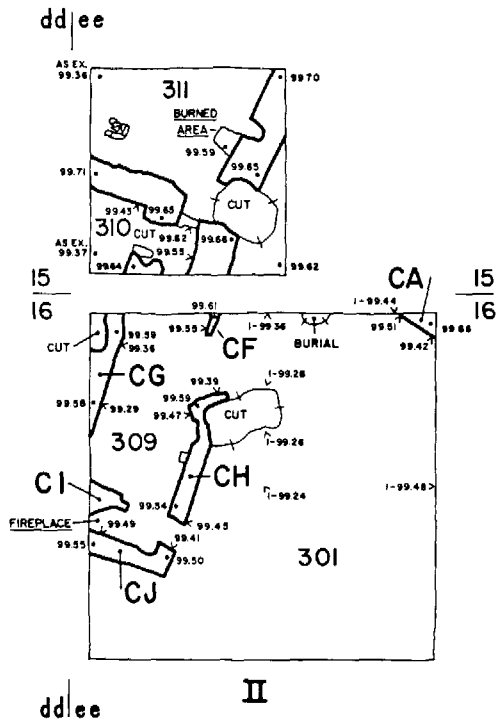 dd|ee
AS EX.
99.36
311
99.70
BURNED
AREA
99.59
99.65
99.71
99.45
99.65
CUT
310
CUT
99.62
99.66
99.55
AS EX.
99.37
99.64
99.62
15
16
CA
15
16
99.61
I-99.44
99.55
I-99.36
99.51
99.66
CF
BURIAL
99.42
99.59
CUT
99.36
CG
I-99.26
99.39
99.58
99.29
99.59
99.47
CUT
309
I-99.26
CH
CI
I-99.24
I-99.48
99.54
FIREPLACE
99.49
99.45
99.55
99.41
99.50
301
CJ
II
dd|ee